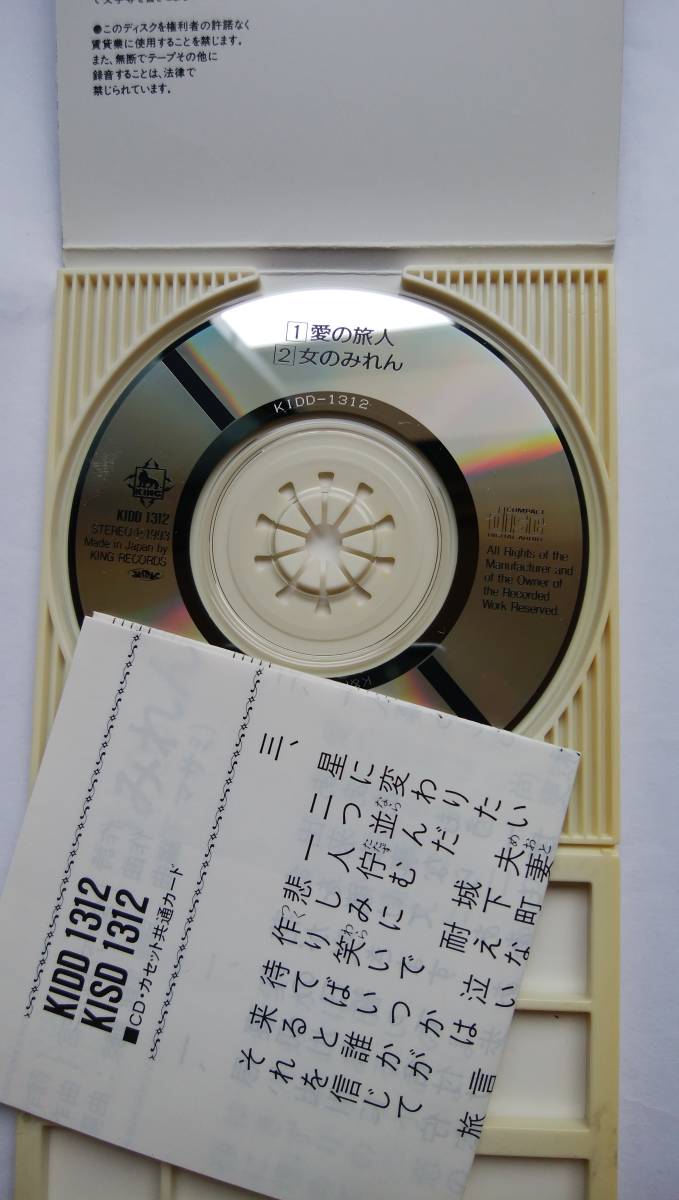 ●このディスクを権利者の許諾なく
賃貸業に使用することを禁じます。
また、無断でテープその他に
録音することは、法律で
禁じられています。
1 愛の旅人
2 女のみれん
KIDD-1312
KING
KIDD 1312
STEREO Ⓟ1993
Made in Japan by
KING RECORDS
COMPACT
disc
DIGITAL AUDIO
All Rights of the
Manufacturer and
of the Owner of
the Recorded
Work Reserved.
KIDD 1312
KISD 1312
■CD・カセット共通カード
三、星に変わりたい
二つ並んだ 夫妻
一人佇む 城下町
悲しみに 耐えな
作り笑いで 泣い
待てばいつかは
来ると誰かが 言
それを信じて 旅